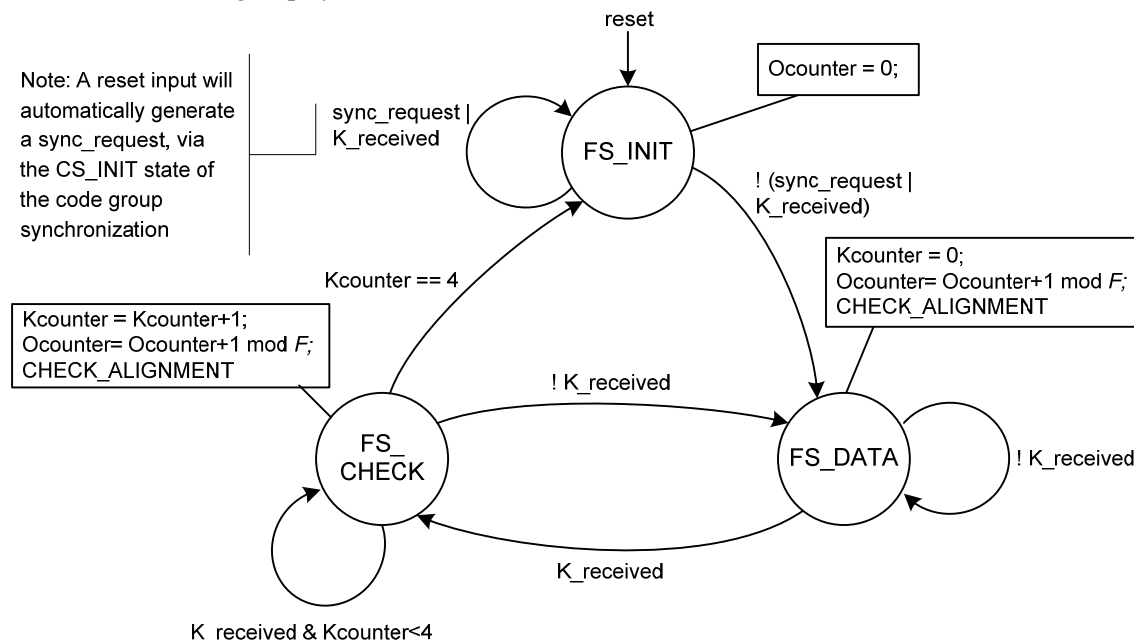 reset
Note: A reset input will
automatically generate
a sync_request, via
the CS_INIT state of
the code group
synchronization
sync_request |
K_received
Ocounter = 0;
FS_INIT
! (sync_request |
K_received)
Kcounter = 0;
Ocounter= Ocounter+1 mod F;
CHECK_ALIGNMENT
Kcounter == 4
Kcounter = Kcounter+1;
Ocounter= Ocounter+1 mod F;
CHECK_ALIGNMENT
! K_received
FS_
CHECK
FS_DATA
! K_received
K_received
K received & Kcounter<4